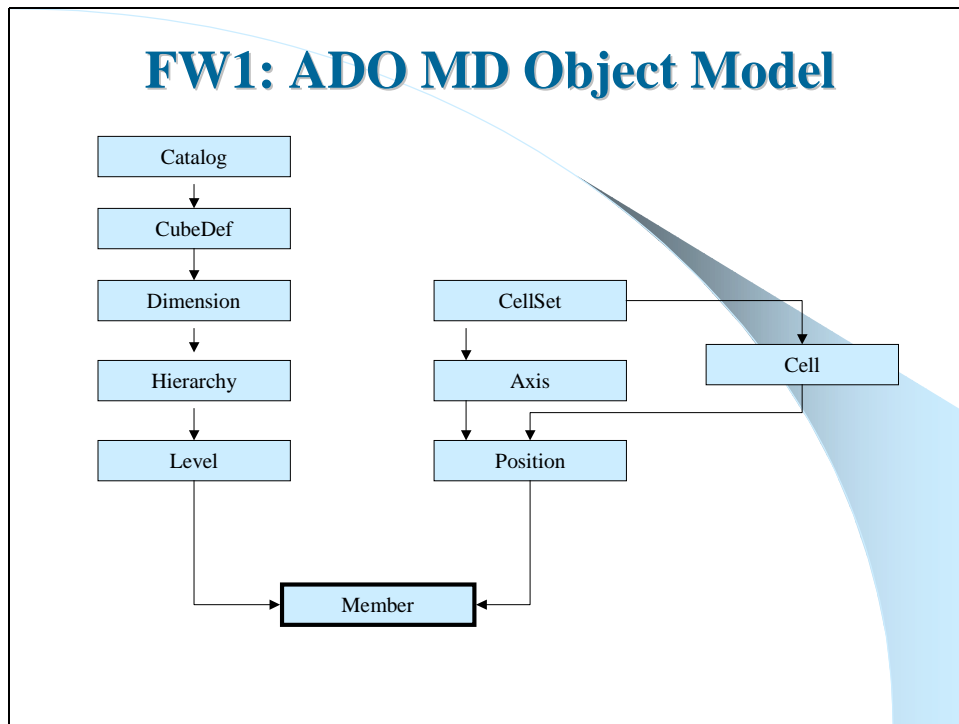 FW1: ADO MD Object Model
Catalog
CubeDef
Dimension
CellSet
Cell
Hierarchy
Axis
Level
Position
Member